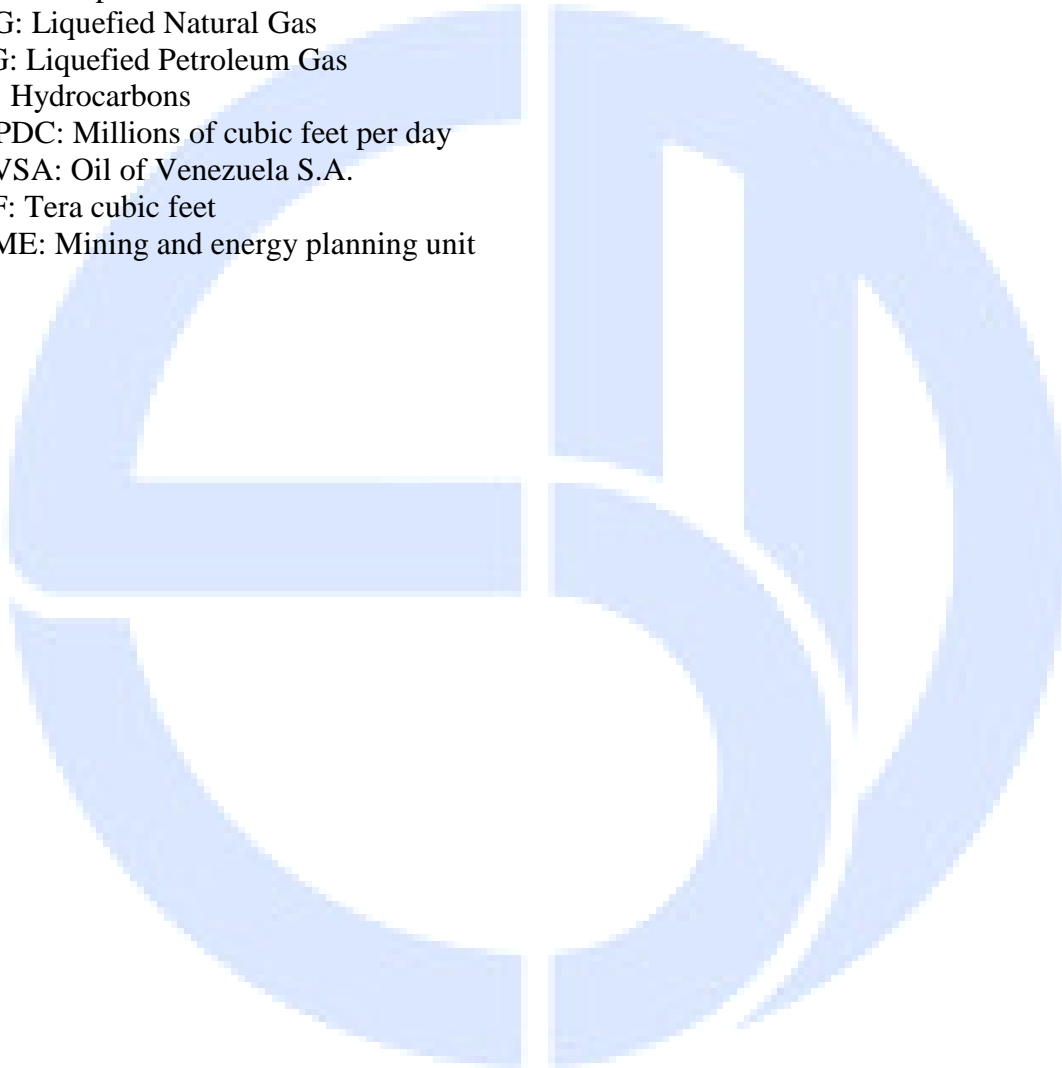 G: Liquefied Natural Gas
G: Liquefied Petroleum Gas
Hydrocarbons
PDC: Millions of cubic feet per day
VSA: Oil of Venezuela S.A.
F: Tera cubic feet
ME: Mining and energy planning unit